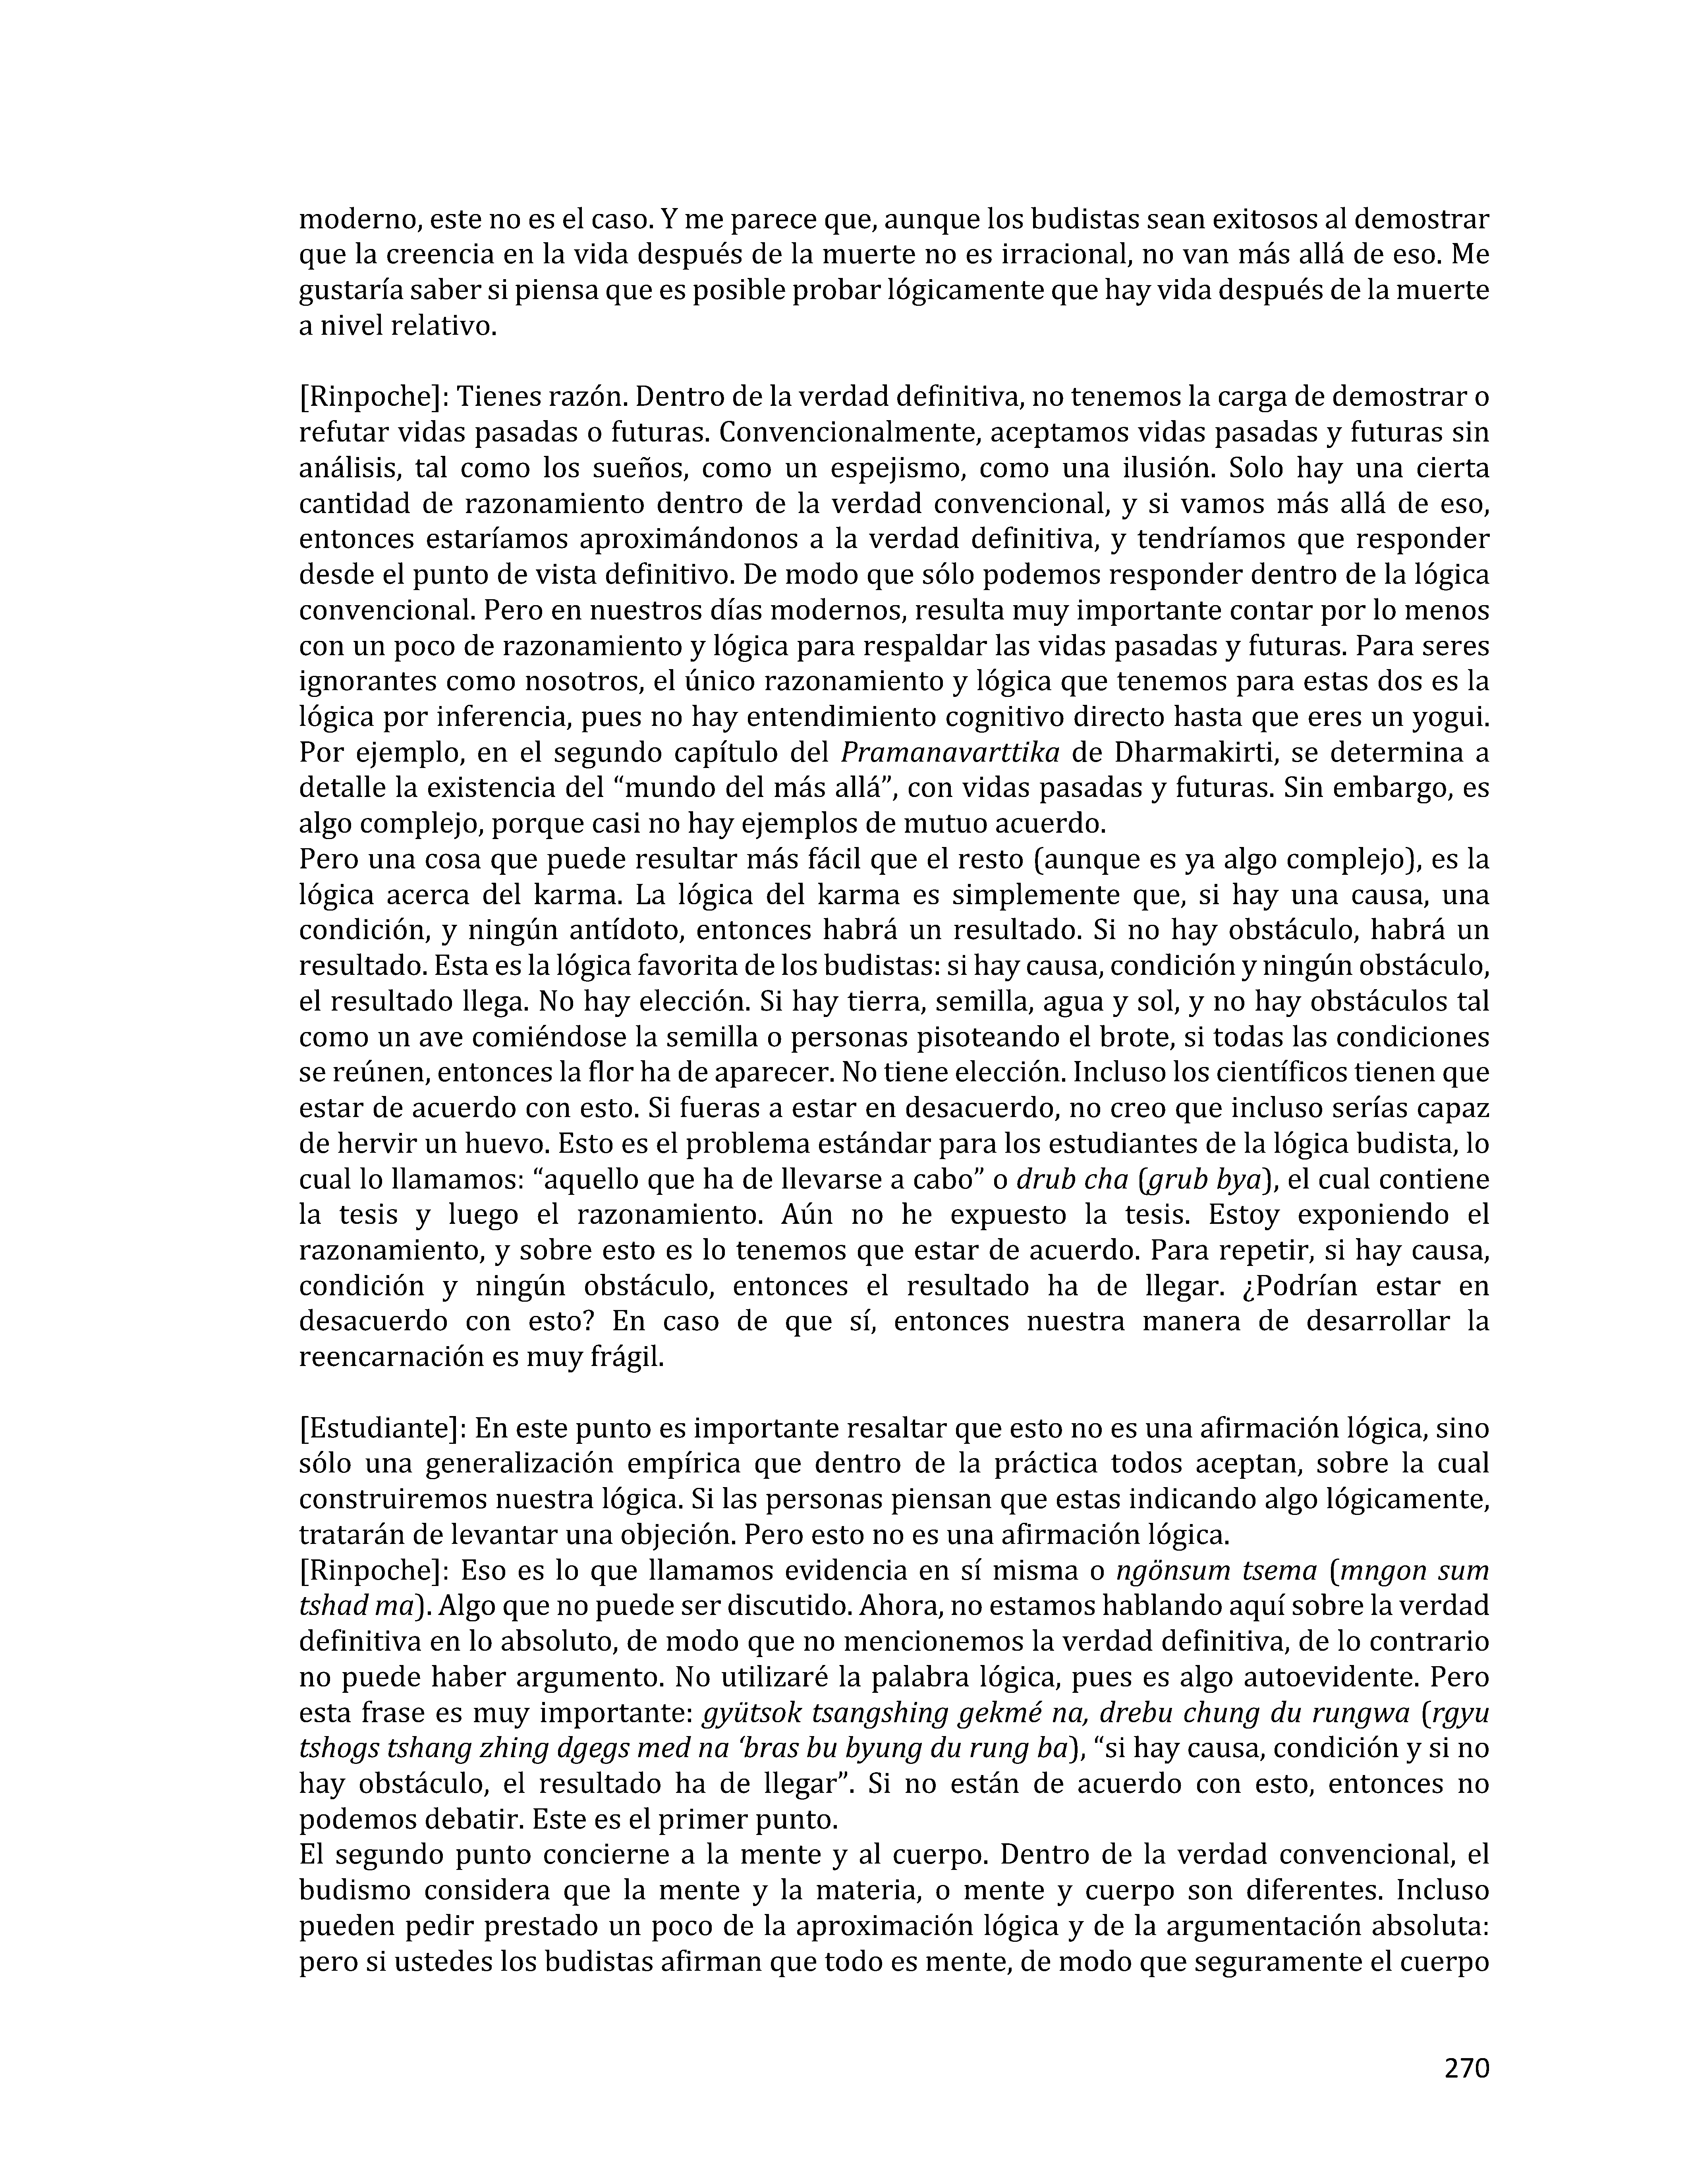 moderno, este no es el caso. Y me parece que, aunque los budistas sean exitosos al demostrar
que la creencia en la vida después de la muerte no es irracional, no van más allá de eso. Me
gustaría saber si piensa que es posible probar lógicamente que hay vida después de la muerte
a nivel relativo.
[Rinpoche]: Tienes razón. Dentro de la verdad definitiva, no tenemos la carga de demostrar o
refutar vidas pasadas o futuras. Convencionalmente, aceptamos vidas pasadas y futuras sin
análisis, tal como los sueños, como un espejismo, como una ilusión. Solo hay una cierta
cantidad de razonamiento dentro de la verdad convencional, y si vamos más allá de eso,
entonces estaríamos aproximándonos a la verdad definitiva, y tendríamos que responder
desde el punto de vista definitivo. De modo que sólo podemos responder dentro de la lógica
convencional. Pero en nuestros días modernos, resulta muy importante contar por lo menos
con un poco de razonamiento y lógica para respaldar las vidas pasadas y futuras. Para seres
ignorantes como nosotros, el único razonamiento y lógica que tenemos para estas dos es la
lógica por inferencia, pues no hay entendimiento cognitivo directo hasta que eres un yogui.
Por ejemplo, en el segundo capítulo del Pramanavarttika de Dharmakirti, se determina a
detalle la existencia del “mundo del más allá”, con vidas pasadas y futuras. Sin embargo, es
algo complejo, porque casi no hay ejemplos de mutuo acuerdo.
Pero una cosa que puede resultar más fácil que el resto (aunque es ya algo complejo), es la
lógica acerca del karma. La lógica del karma es simplemente que, si hay una causa, una
condición, y ningún antídoto, entonces habrá un resultado. Si no hay obstáculo, habrá un
resultado. Esta es la lógica favorita de los budistas: si hay causa, condición y ningún obstáculo,
el resultado llega. No hay elección. Si hay tierra, semilla, agua y sol, y no hay obstáculos tal
como un ave comiéndose la semilla o personas pisoteando el brote, si todas las condiciones
se reúnen, entonces la flor ha de aparecer. No tiene elección. Incluso los científicos tienen que
estar de acuerdo con esto. Si fueras a estar en desacuerdo, no creo que incluso serías capaz
de hervir un huevo. Esto es el problema estándar para los estudiantes de la lógica budista, lo
cual lo llamamos: “aquello que ha de llevarse a cabo” o drub cha (grub bya), el cual contiene
la tesis y luego el razonamiento. Aún no he expuesto la tesis. Estoy exponiendo el
razonamiento, y sobre esto es lo tenemos que estar de acuerdo. Para repetir, si hay causa,
condición y ningún obstáculo, entonces el resultado ha de llegar. ¿Podrían estar en
desacuerdo con esto? En caso de que sí, entonces nuestra manera de desarrollar la
reencarnación es muy frágil.
[Estudiante]: En este punto es importante resaltar que esto no es una afirmación lógica, sino
sólo una generalización empírica que dentro de la práctica todos aceptan, sobre la cual
construiremos nuestra lógica. Si las personas piensan que estas indicando algo lógicamente,
tratarán de levantar una objeción. Pero esto no es una afirmación lógica.
[Rinpoche]: Eso es lo que llamamos evidencia en sí misma o ngönsum tsema (mngon sum
tshad ma). Algo que no puede ser discutido. Ahora, no estamos hablando aquí sobre la verdad
definitiva en lo absoluto, de modo que no mencionemos la verdad definitiva, de lo contrario
no puede haber argumento. No utilizaré la palabra lógica, pues es algo autoevidente. Pero
esta frase es muy importante: gyütsok tsangshing gekmé na, drebu chung du rungwa (rgyu
tshogs tshang zhing dgegs med na ‘bras bu byung du rung ba), “si hay causa, condición y si no
hay obstáculo, el resultado ha de llegar”. Si no están de acuerdo con esto, entonces no
podemos debatir. Este es el primer punto.
El segundo punto concierne a la mente y al cuerpo. Dentro de la verdad convencional, el
budismo considera que la mente y la materia, o mente y cuerpo son diferentes. Incluso
pueden pedir prestado un poco de la aproximación lógica y de la argumentación absoluta:
pero si ustedes los budistas afirman que todo es mente, de modo que seguramente el cuerpo
270